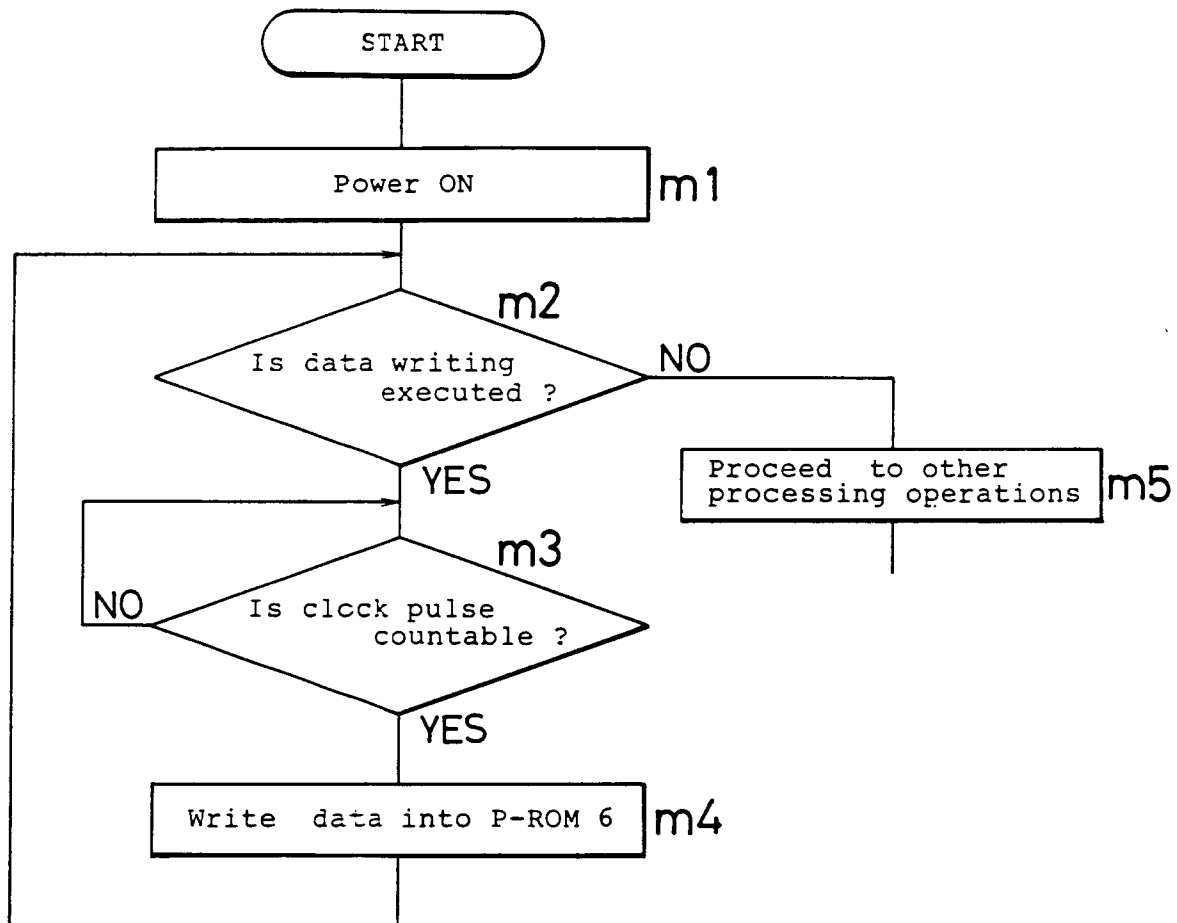 START
Power ON
m1
m2
Is data writing
executed ?
NO
YES
Proceed to other
processing operations
m5
m3
NO
Is clcck pulse
countable ?
YES
Write data into P-ROM 6
m4